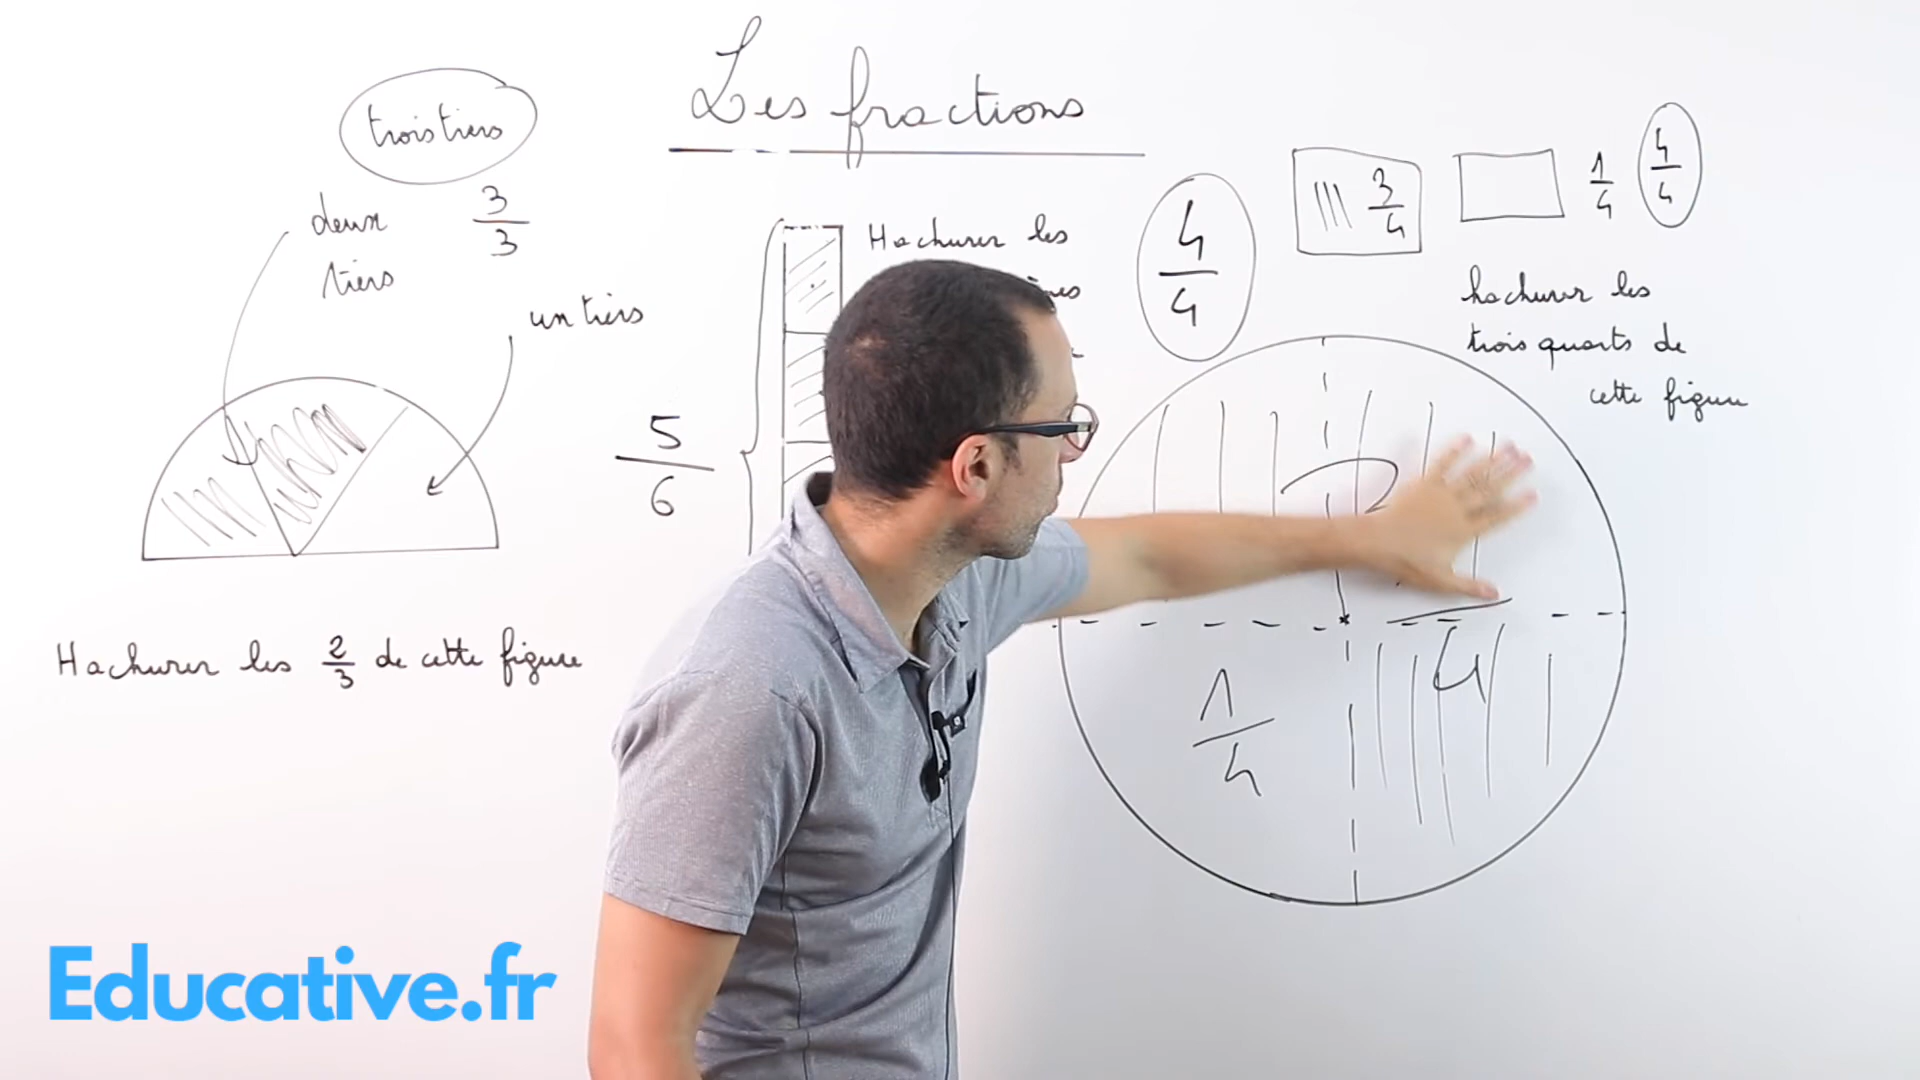 Les fractions
trois tiers
deux
tiers
3
3
un tiers
Hachurer les 2/3 de cette figure
5
6
Hachurer les
4
4
3
4
1
4
4
4
hachurer les
trois quarts de
cette figure
1
4
Educative.fr